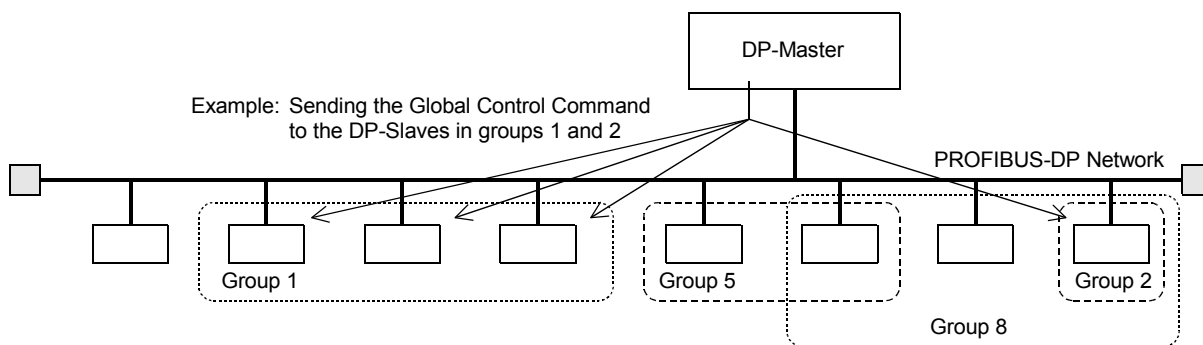 DP-Master
Example: Sending the Global Control Command
to the DP-Slaves in groups 1 and 2
PROFIBUS-DP Network
Group 1
Group 5
Group 2
Group 8